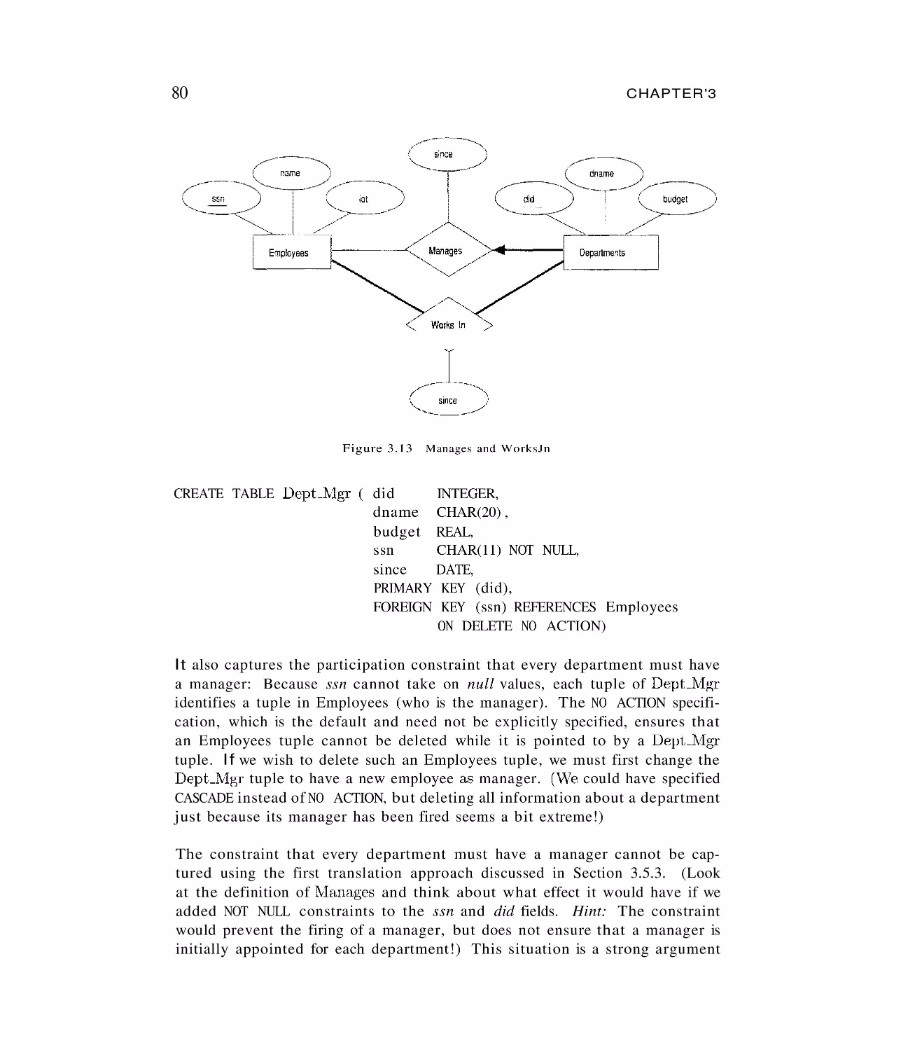 80
CHAPTER'3
since
name
dname
ssn
lot
did
budget
Employees
Manages
Departments
Works In
since
Figure 3.13 Manages and WorksJn
CREATE TABLE Dept_Mgr ( did INTEGER,
dname CHAR(20) ,
budget REAL,
ssn CHAR(11) NOT NULL,
since DATE,
PRIMARY KEY (did),
FOREIGN KEY (ssn) REFERENCES Employees
ON DELETE NO ACTION)
It also captures the participation constraint that every department must have
a manager: Because ssn cannot take on null values, each tuple of Dept_Mgr
identifies a tuple in Employees (who is the manager). The NO ACTION specifi-
cation, which is the default and need not be explicitly specified, ensures that
an Employees tuple cannot be deleted while it is pointed to by a Dept_Mgr
tuple. If we wish to delete such an Employees tuple, we must first change the
Dept_Mgr tuple to have a new employee as manager. (We could have specified
CASCADE instead of NO ACTION, but deleting all information about a department
just because its manager has been fired seems a bit extreme!)
The constraint that every department must have a manager cannot be cap-
tured using the first translation approach discussed in Section 3.5.3. (Look
at the definition of Manages and think about what effect it would have if we
added NOT NULL constraints to the ssn and did fields. Hint: The constraint
would prevent the firing of a manager, but does not ensure that a manager is
initially appointed for each department!) This situation is a strong argument